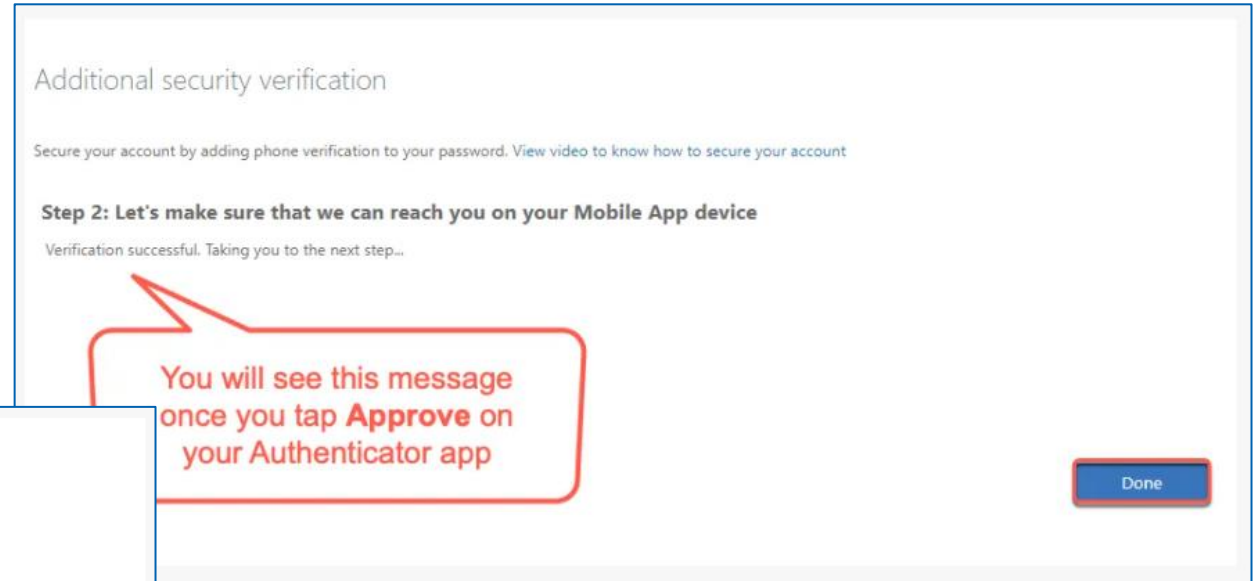 Additional security verification
Secure your account by adding phone verification to your password. View video to know how to secure your account
Step 2: Let's make sure that we can reach you on your Mobile App device
Verification successful. Taking you to the next step...
You will see this message
once you tap Approve on
your Authenticator app
Done